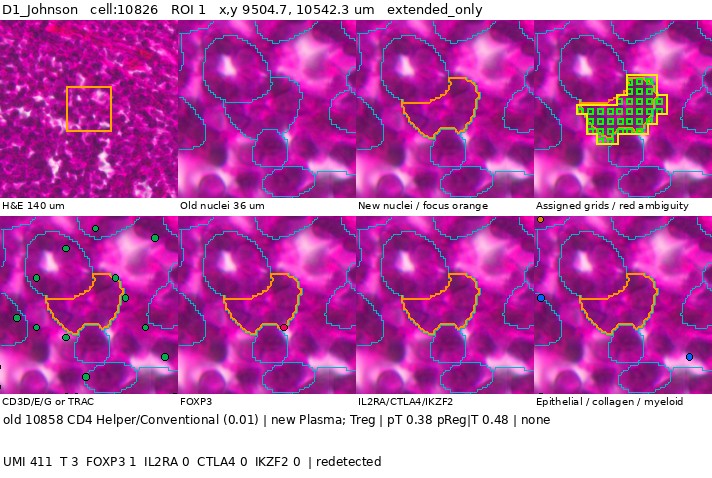 D1_Johnson cell:10826 ROI 1 x,y 9504.7, 10542.3 um extended_only
H&E 140 um
Old nuclei 36 um
New nuclei / focus orange
Assigned grids / red ambiguity
CD3D/E/G or TRAC
FOXP3
IL2RA/CTLA4/IKZF2
Epithelial / collagen / myeloid
old 10858 CD4 Helper/Conventional (0.01) | new Plasma; Treg | pT 0.38 pReg|T 0.48 | none
UMI 411 T 3 FOXP3 1 IL2RA 0 CTLA4 0 IKZF2 0 | redetected